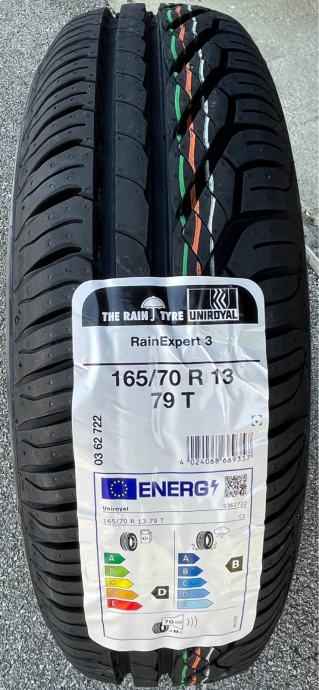 THE RAIN TYRE UNIROYAL
RainExpert 3
165/70 R 13
79 T
03 62 722
4 024068 669357
ENERG
Uniroyal 0362722
165/70 R 13 79 T C1
A A
B B B
C C
D D D
E E
70 dB